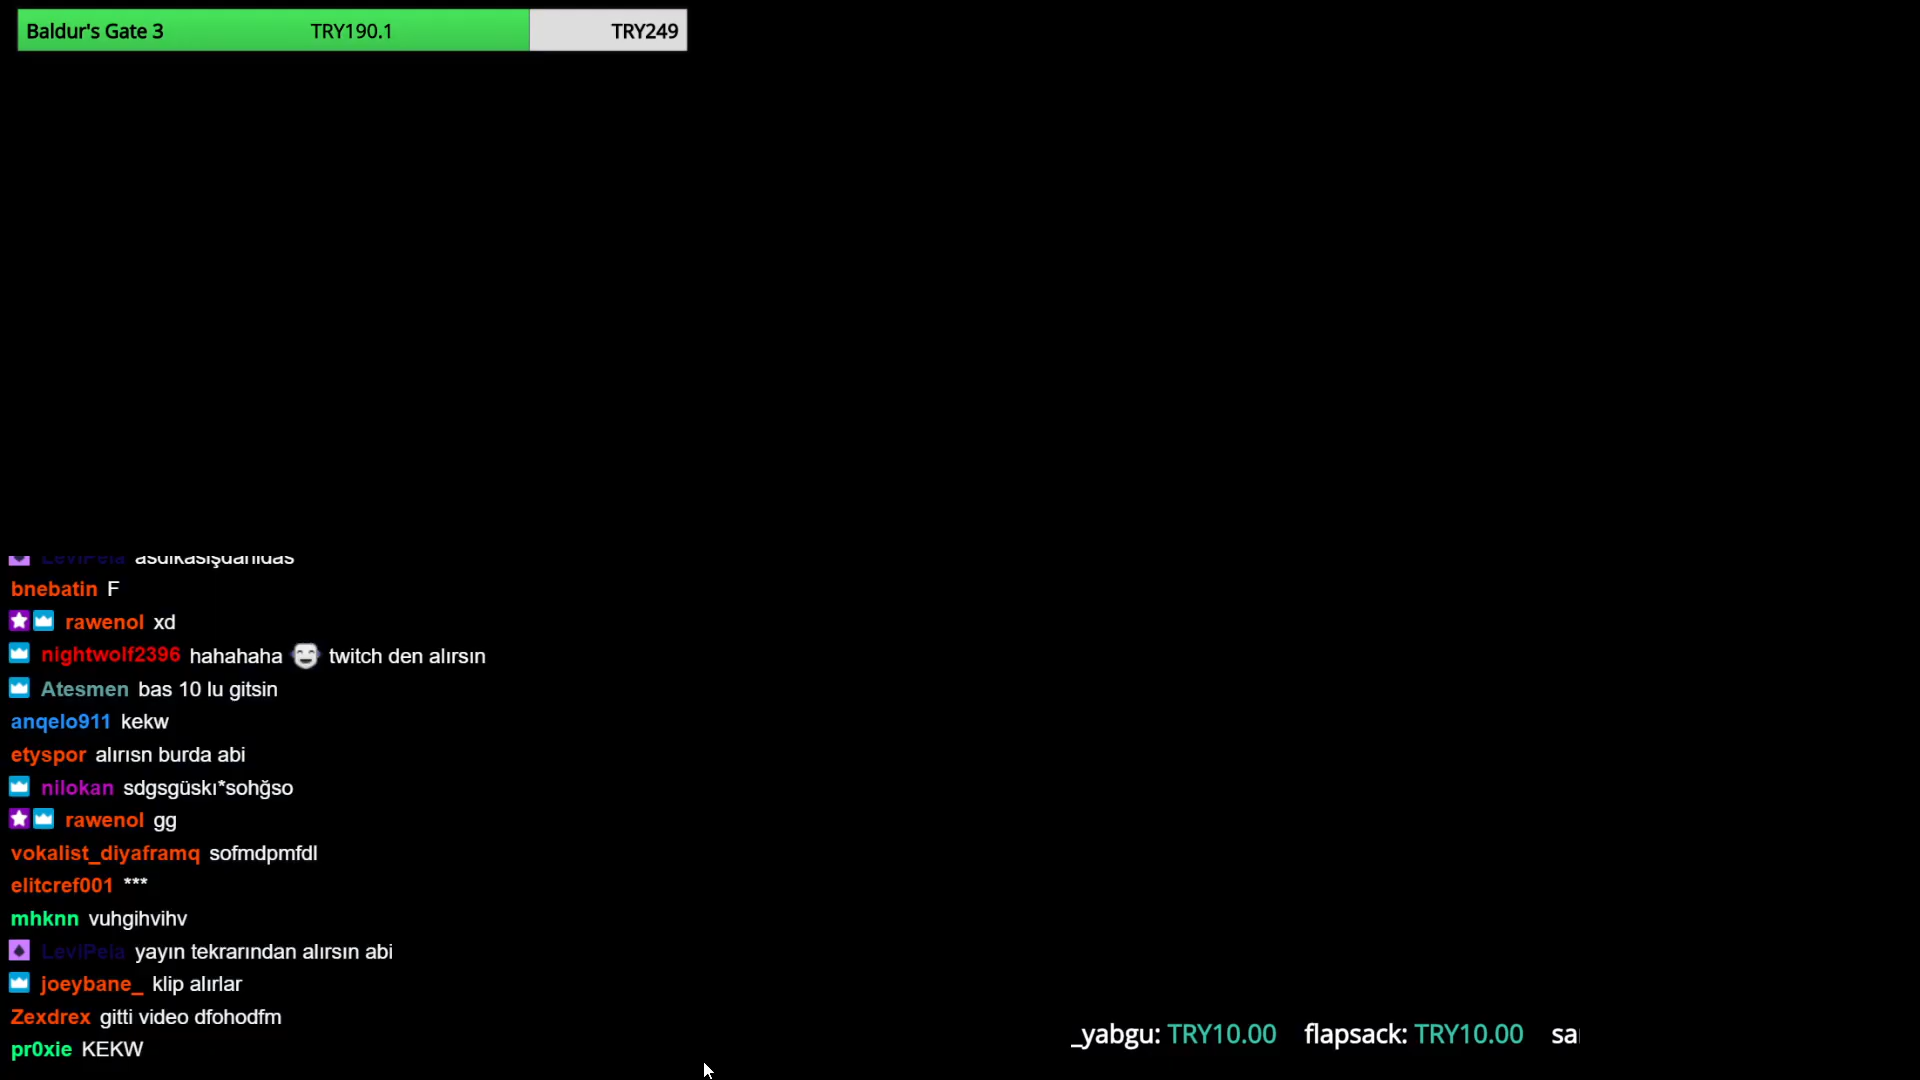 Baldur's Gate 3 TRY190.1 TRY249
bnebatin F
rawenol xd
nightwolf2396 hahahaha twitch den alırsın
Atesmen bas 10 lu gitsin
anqelo911 kekw
etyspor alırısn burda abi
nilokan sdgsgüskı*sohğso
rawenol gg
vokalist_diyaframq sofmdpmfdl
elitcref001 ***
mhknn vuhgihvihv
LeviPela yayın tekrarından alırsın abi
joeybane_ klip alırlar
Zexdrex gitti video dfohodfm
pr0xie KEKW
_yabgu: TRY10.00 flapsack: TRY10.00